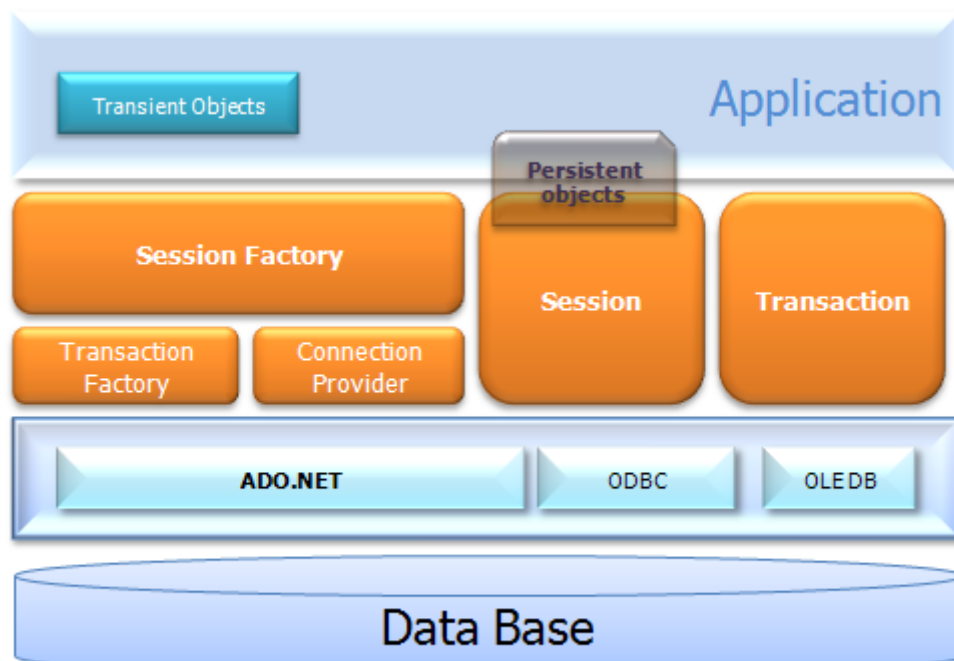 Transient Objects
Application
Persistent
objects
Session Factory
Session
Transaction
Transaction
Factory
Connection
Provider
ADO.NET
ODBC
OLEDB
Data Base